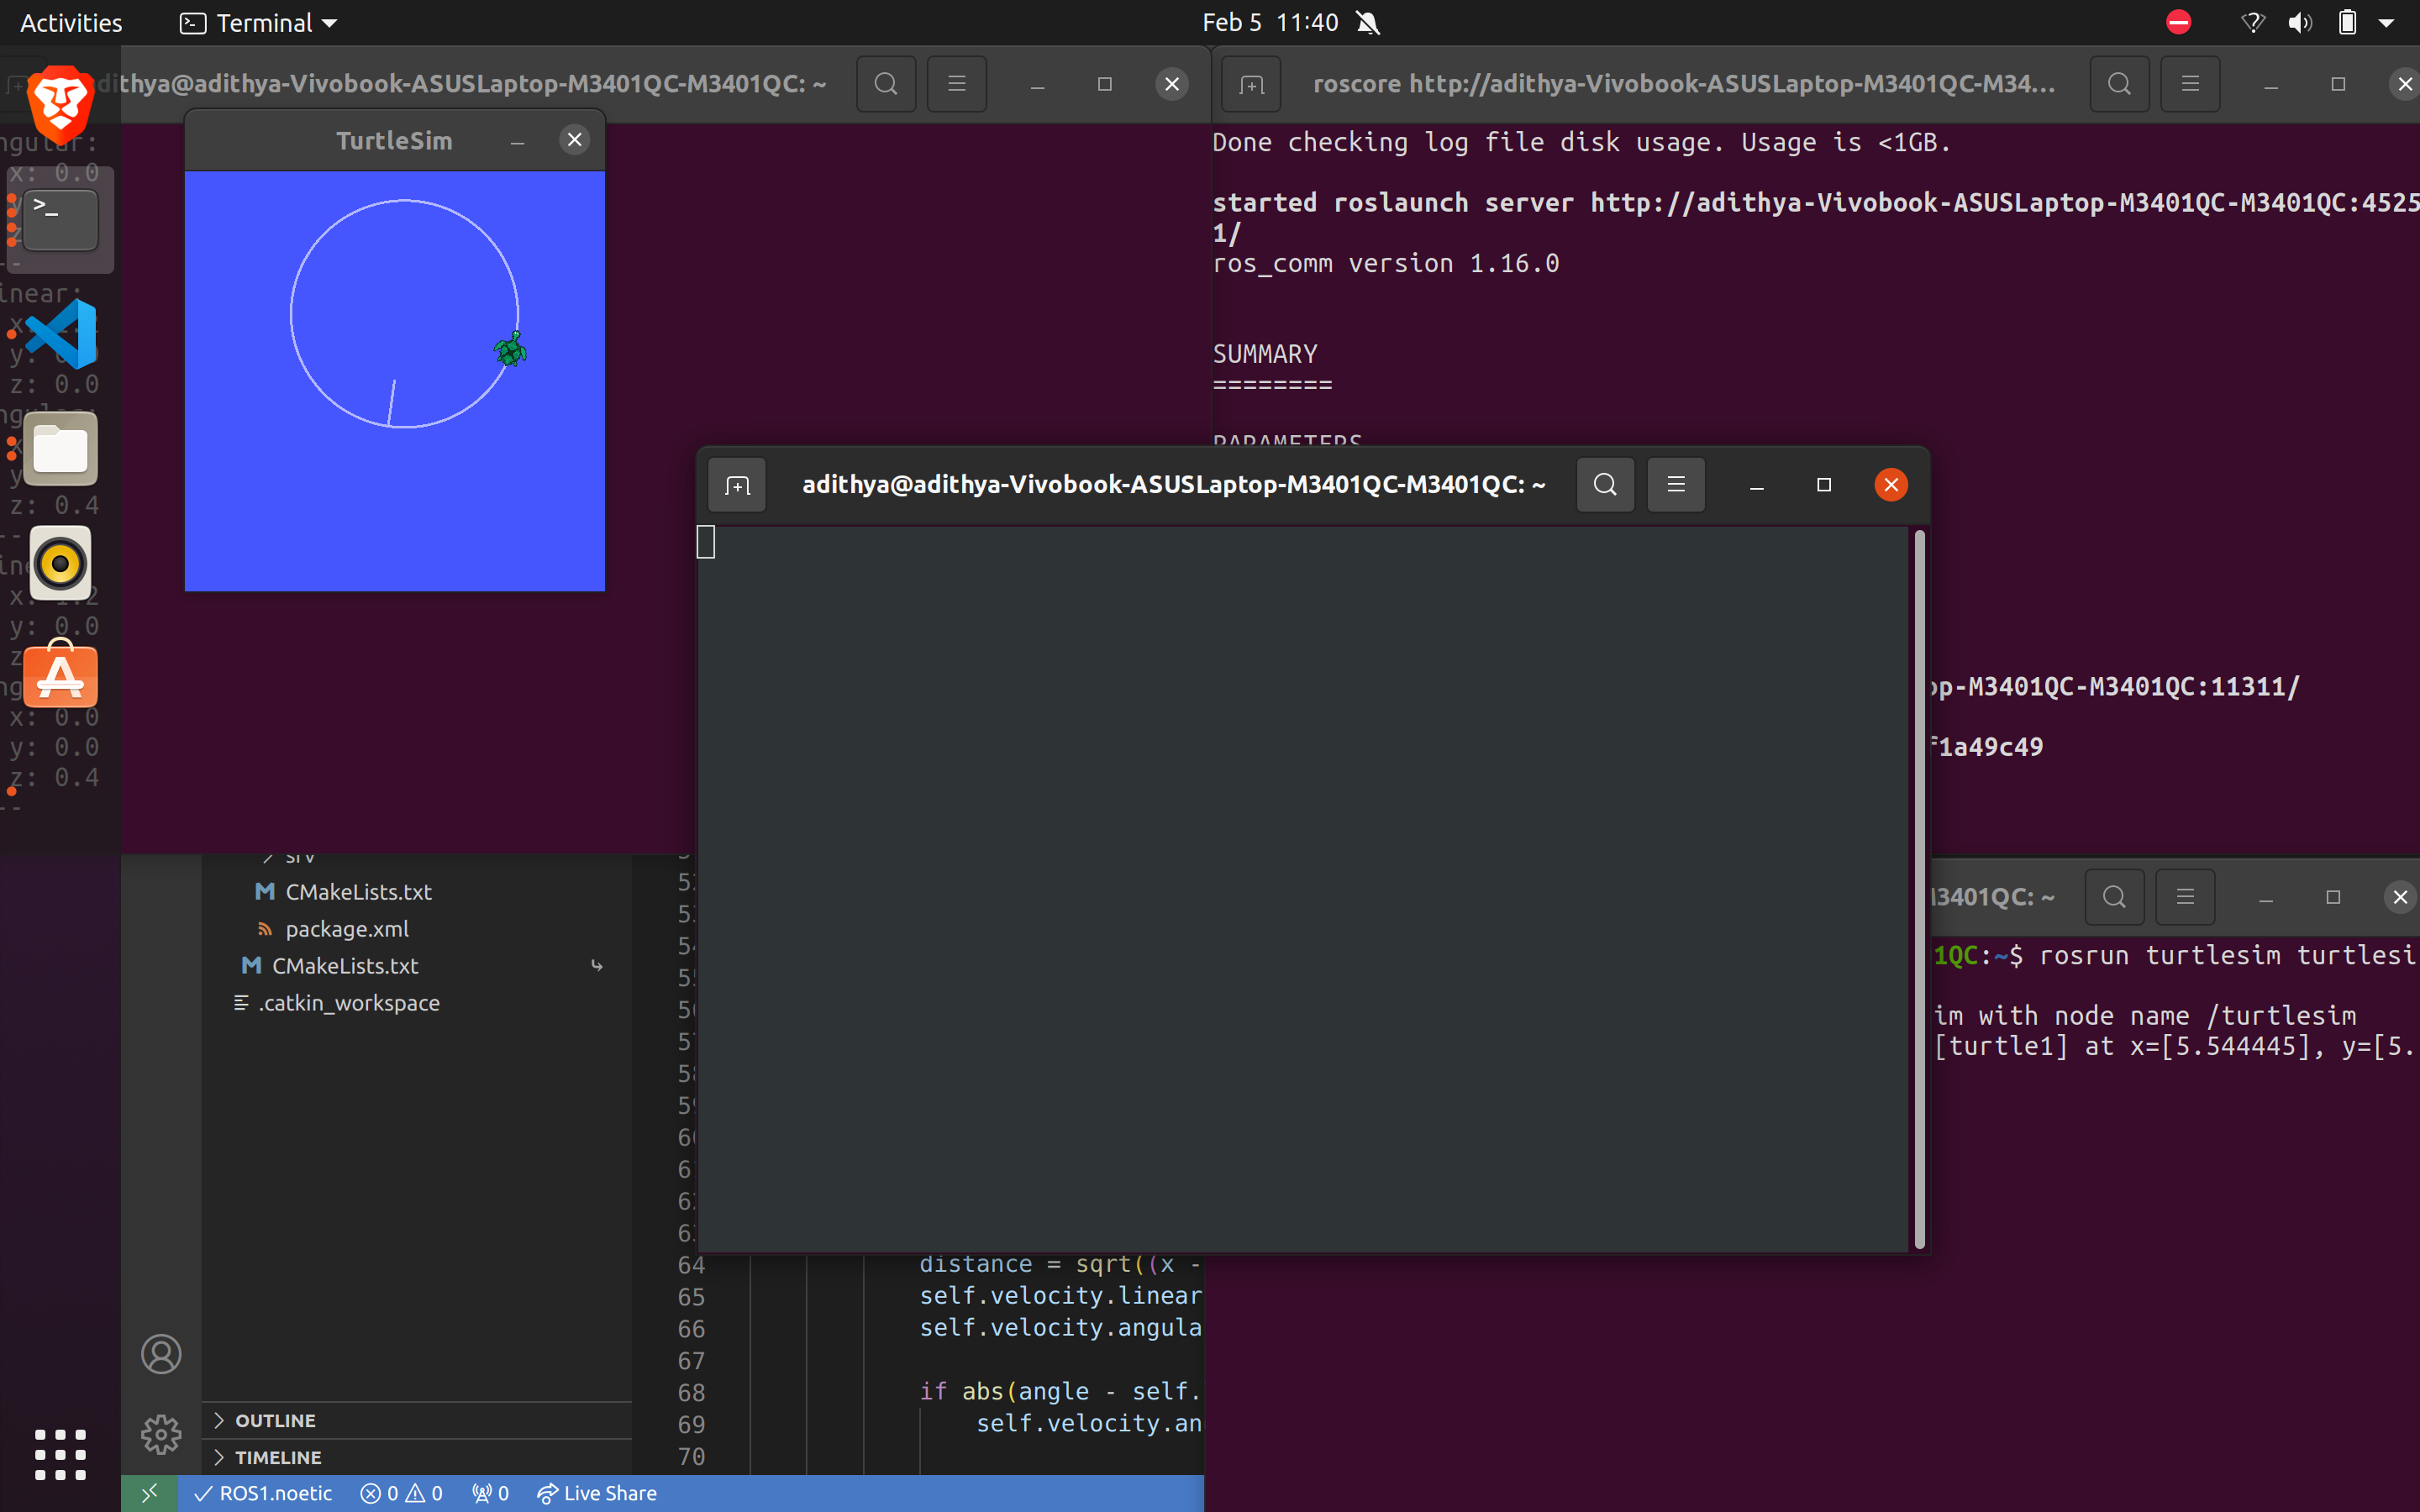 Activities
Terminal
Feb 5 11:40
dithya@adithya-Vivobook-ASUSLaptop-M3401QC-M3401QC: ~
roscore http://adithya-Vivobook-ASUSLaptop-M3401QC-M34…
TurtleSim
x: 0.0
z: 0.0
z: 0.4
y: 0.0
x: 0.0
y: 0.0
z: 0.4
--
Done checking log file disk usage. Usage is <1GB.
started roslaunch server http://adithya-Vivobook-ASUSLaptop-M3401QC-M3401QC:4525
1/
ros_comm version 1.16.0
SUMMARY
========
PARAMETERS
adithya@adithya-Vivobook-ASUSLaptop-M3401QC-M3401QC: ~
op-M3401QC-M3401QC:11311/
f1a49c49
srv
CMakeLists.txt
package.xml
CMakeLists.txt
.catkin_workspace
OUTLINE
TIMELINE
64 distance = sqrt((x -
65 self.velocity.linear
66 self.velocity.angula
67
68 if abs(angle - self.
69 self.velocity.an
70
M3401QC: ~
1QC:~$ rosrun turtlesim turtlesi
im with node name /turtlesim
[turtle1] at x=[5.544445], y=[5.
ROS1.noetic 0 0 0 Live Share